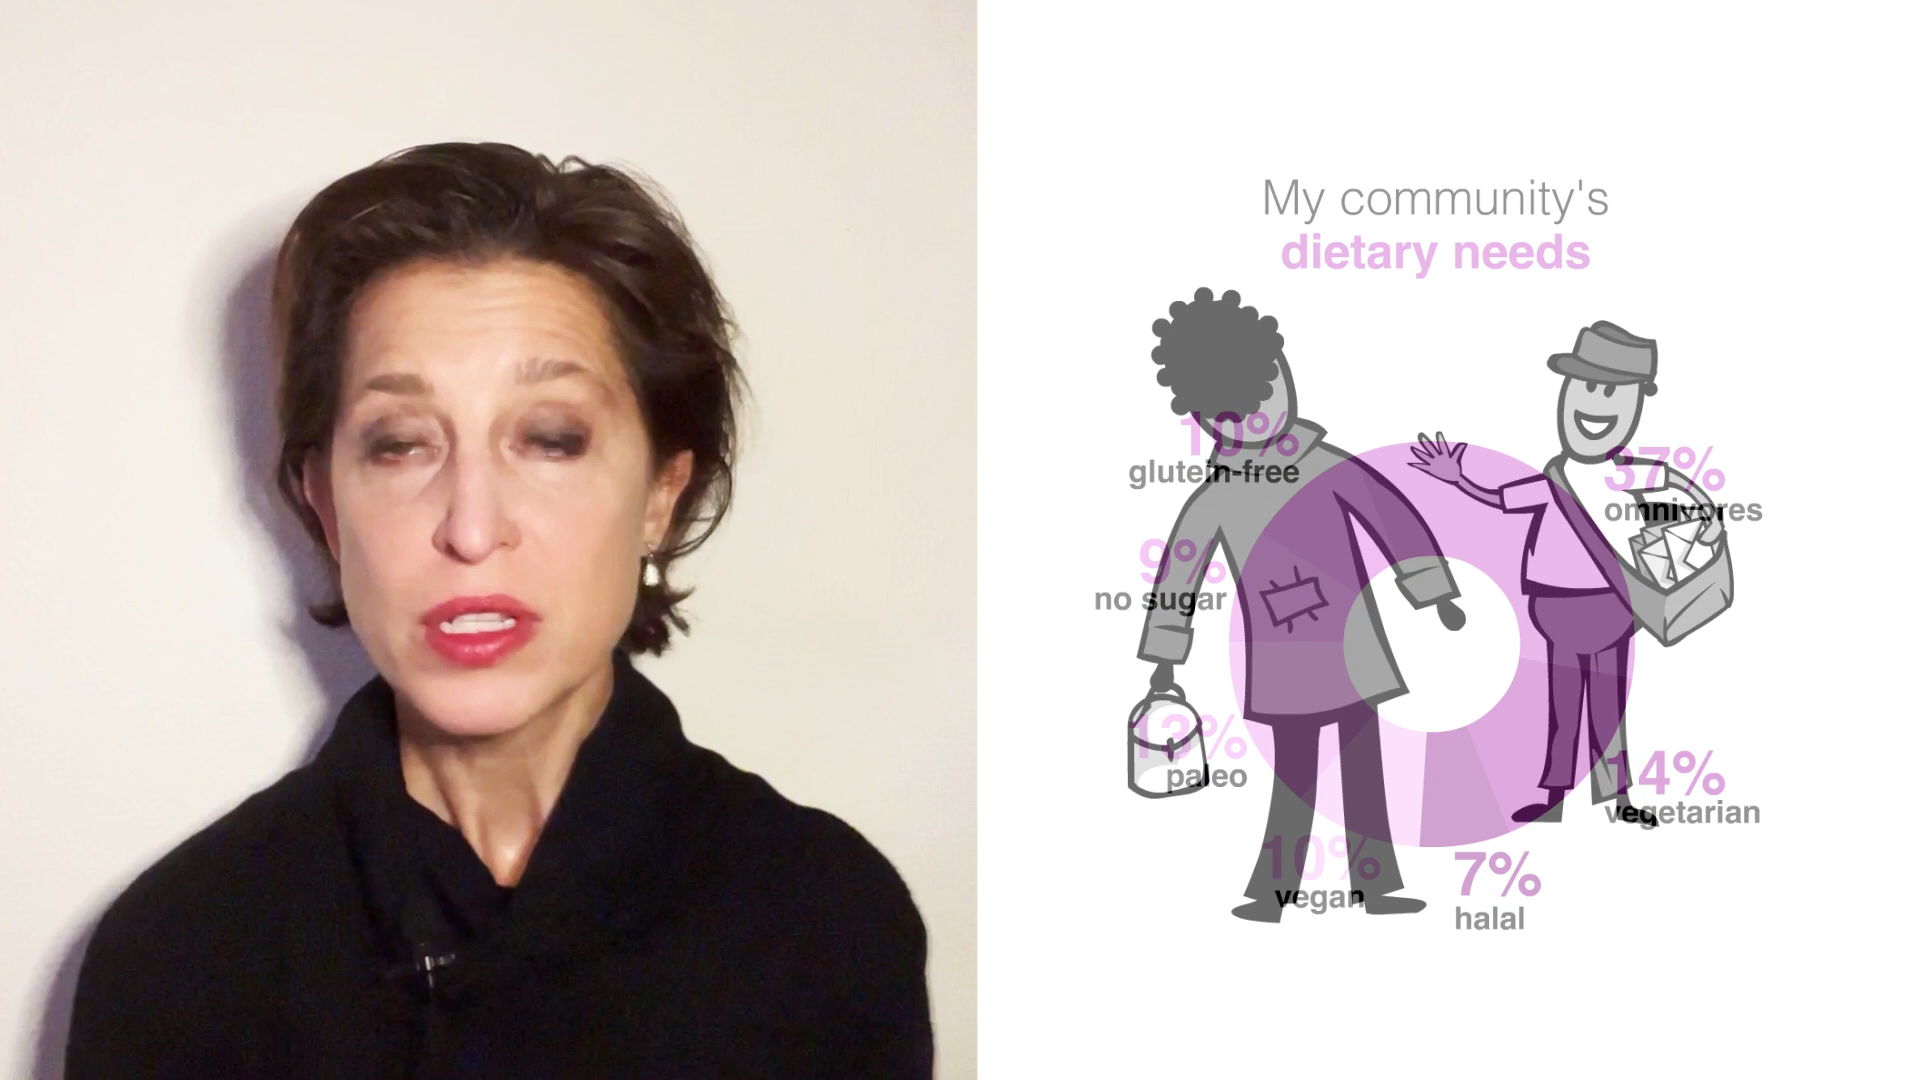 My community's
dietary needs
10%
glutein-free
37%
omnivores
9%
no sugar
13%
paleo
14%
vegetarian
10%
vegan
7%
halal